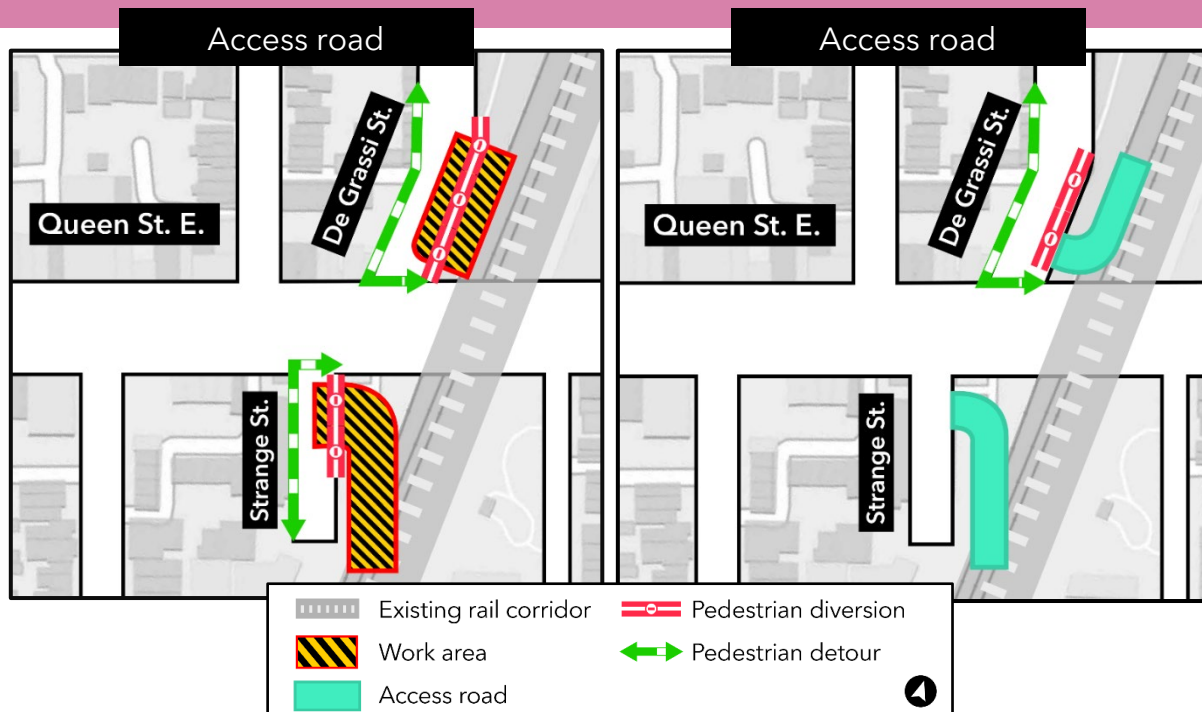 Access road
De Grassi St.
Queen St. E.
Strange St.
Access road
De Grassi St.
Queen St. E.
Strange St.
Existing rail corridor
Pedestrian diversion
Work area
Pedestrian detour
Access road